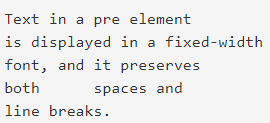 Text in a pre element
is displayed in a fixed-width
font, and it preserves
both      spaces and
line breaks.